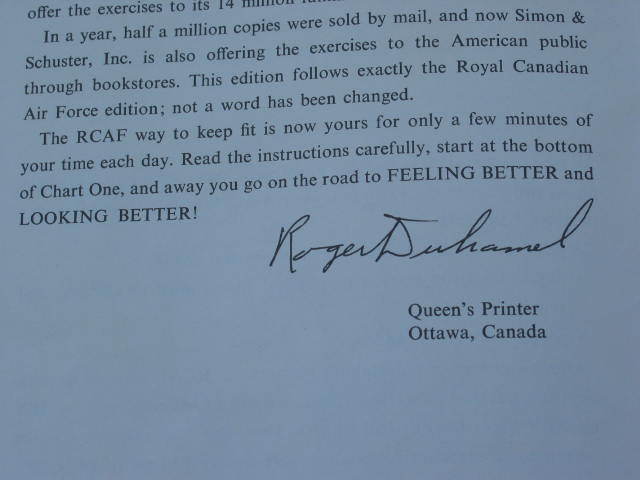 offer the exercises to its 14 million
In a year, half a million copies were sold by mail, and now Simon &
Schuster, Inc. is also offering the exercises to the American public
through bookstores. This edition follows exactly the Royal Canadian
Air Force edition; not a word has been changed.
The RCAF way to keep fit is now yours for only a few minutes of
your time each day. Read the instructions carefully, start at the bottom
of Chart One, and away you go on the road to FEELING BETTER and
LOOKING BETTER!
Roger Duhamel
Queen's Printer
Ottawa, Canada